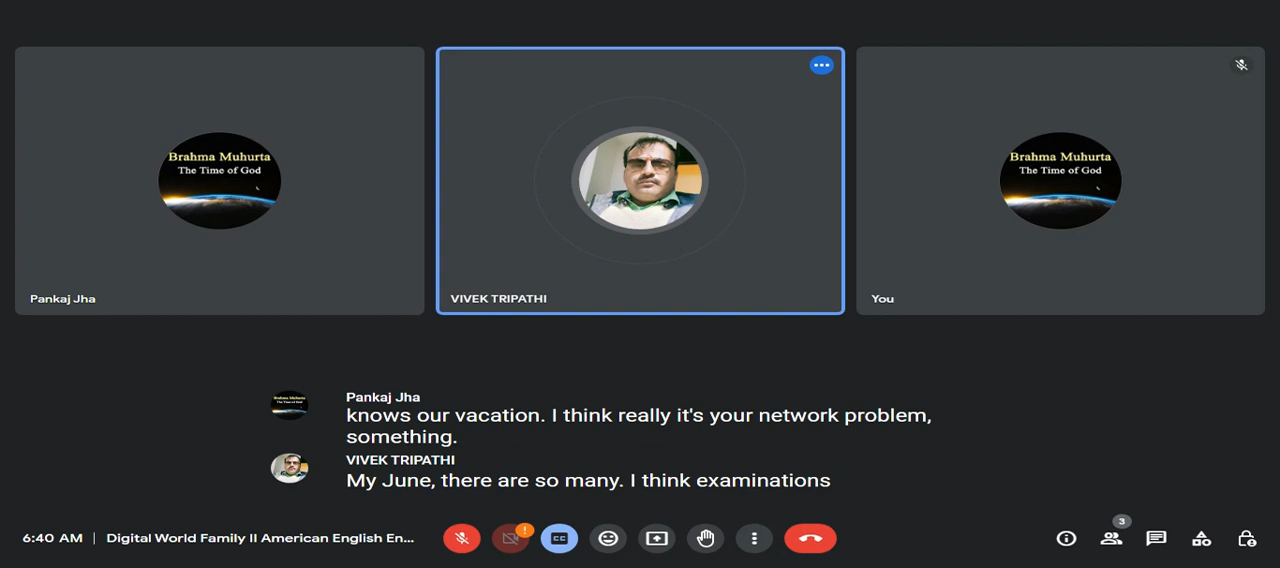 Brahma Muhurta
The Time of God
Pankaj Jha
VIVEK TRIPATHI
Brahma Muhurta
The Time of God
You
Pankaj Jha
knows our vacation. I think really it's your network problem,
something.
VIVEK TRIPATHI
My June, there are so many. I think examinations
6:40 AM | Digital World Family II American English En...
!
CC
3